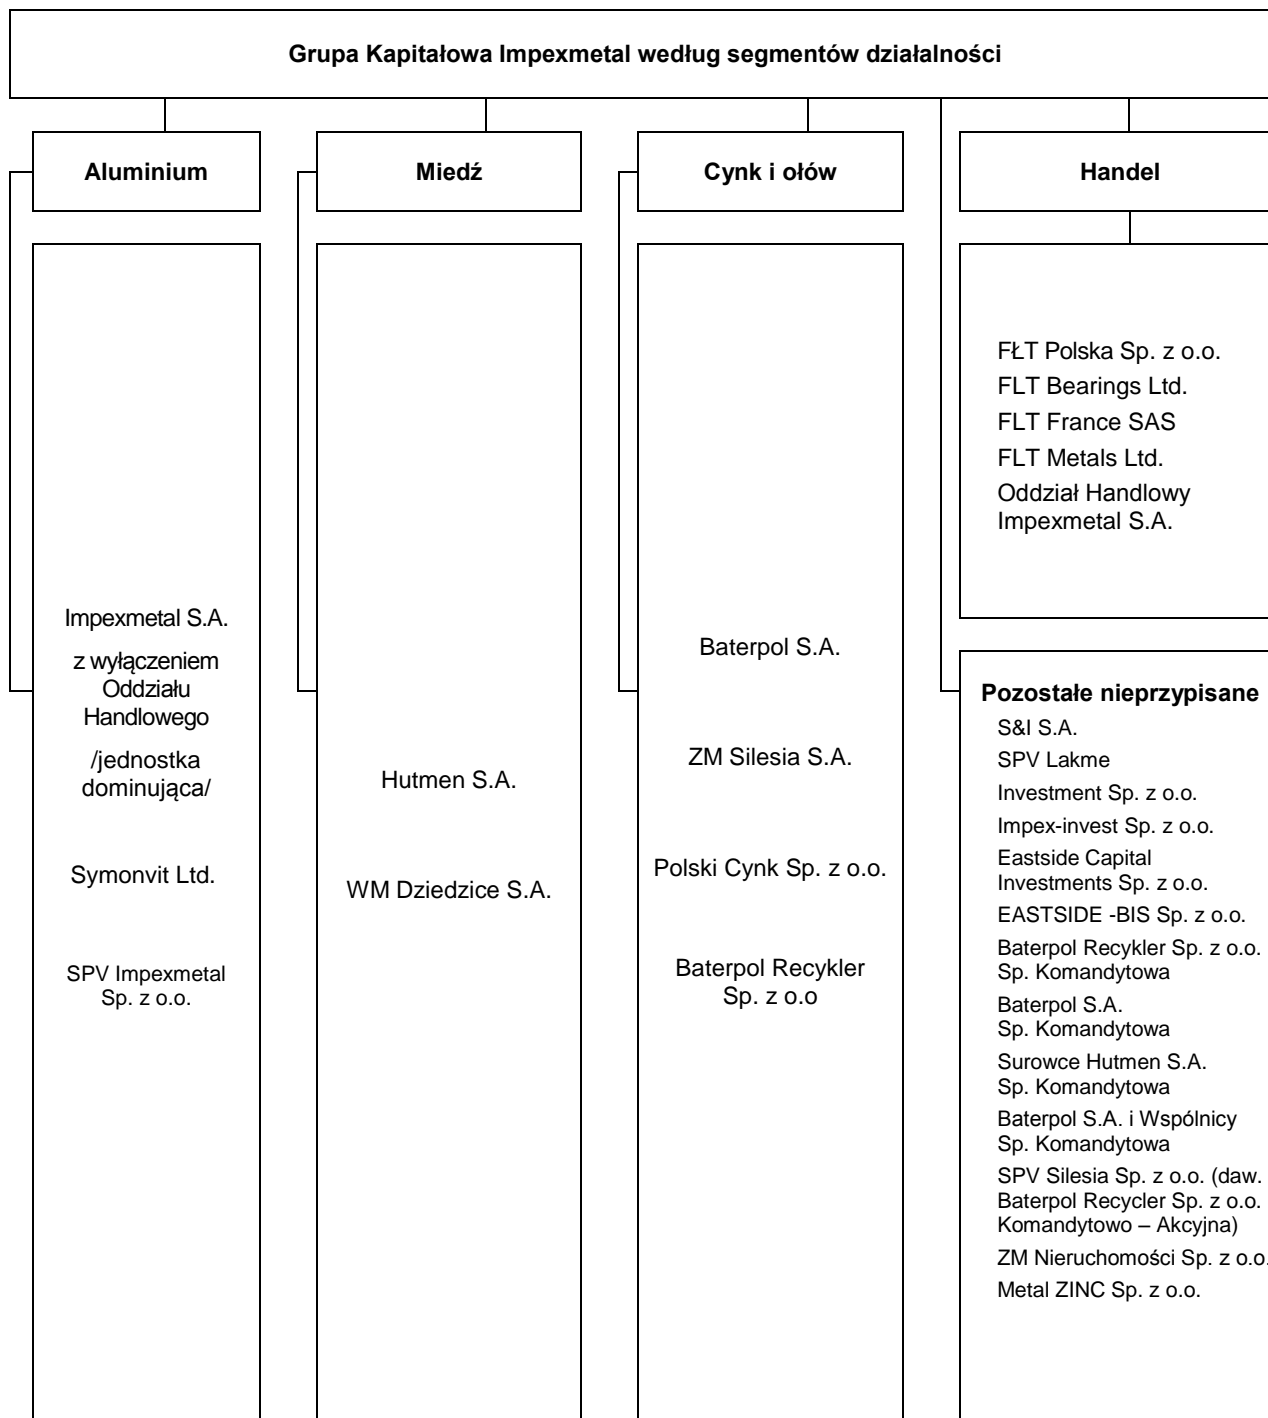 Grupa Kapitałowa Impexmetal według segmentów działalności
Aluminium
Miedź
Cynk i ołów
Handel
Impexmetal S.A.
z wyłączeniem
Oddziału
Handlowego
/jednostka
dominująca/
Symonvit Ltd.
SPV Impexmetal
Sp. z o.o.
Hutmen S.A.
WM Dziedzice S.A.
Baterpol S.A.
ZM Silesia S.A.
Polski Cynk Sp. z o.o.
Baterpol Recykler
Sp. z o.o
FŁT Polska Sp. z o.o.
FLT Bearings Ltd.
FLT France SAS
FLT Metals Ltd.
Oddział Handlowy
Impexmetal S.A.
Pozostałe nieprzypisane
S&I S.A.
SPV Lakme
Investment Sp. z o.o.
Impex-invest Sp. z o.o.
Eastside Capital
Investments Sp. z o.o.
EASTSIDE -BIS Sp. z o.o.
Baterpol Recykler Sp. z o.o.
Sp. Komandytowa
Baterpol S.A.
Sp. Komandytowa
Surowce Hutmen S.A.
Sp. Komandytowa
Baterpol S.A. i Wspólnicy
Sp. Komandytowa
SPV Silesia Sp. z o.o. (daw.
Baterpol Recycler Sp. z o.o.
Komandytowo – Akcyjna)
ZM Nieruchomości Sp. z o.o.
Metal ZINC Sp. z o.o.